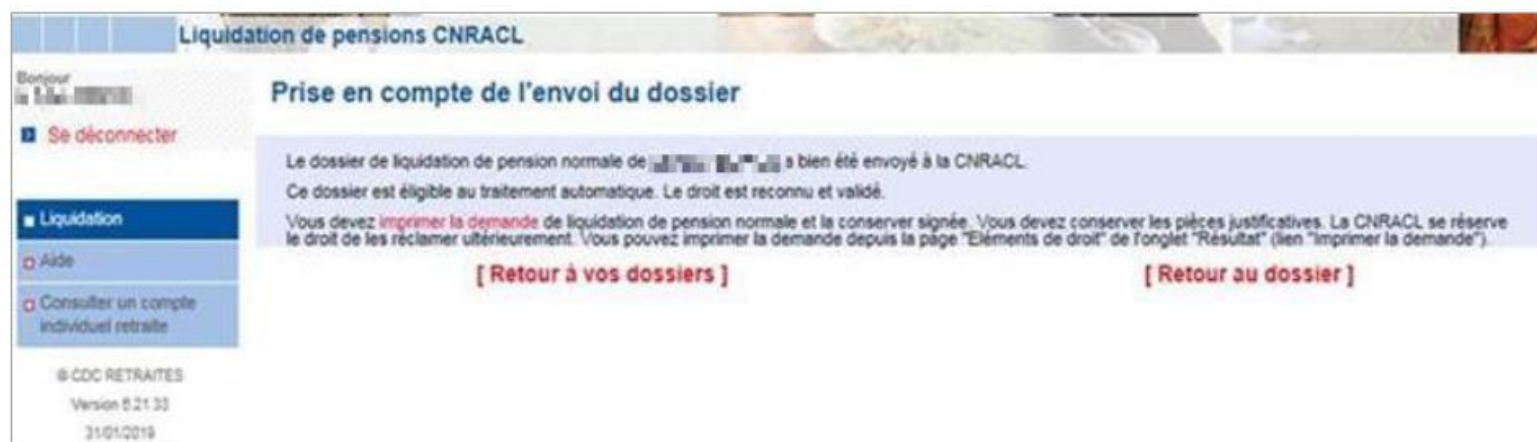 Liquidation de pensions CNRACL
Bonjour
Se déconnecter
Liquidation
Aide
Consulter un compte
individuel retraite
© CDC RETRAITES
Version 6.21.33
31/01/2019
Prise en compte de l'envoi du dossier
Le dossier de liquidation de pension normale de a bien été envoyé à la CNRACL.
Ce dossier est éligible au traitement automatique. Le droit est reconnu et validé.
Vous devez imprimer la demande de liquidation de pension normale et la conserver signée. Vous devez conserver les pièces justificatives. La CNRACL se réserve
le droit de les réclamer ultérieurement. Vous pouvez imprimer la demande depuis la page "Eléments de droit" de l'onglet "Résultat" (lien "Imprimer la demande").
[ Retour à vos dossiers ]
[ Retour au dossier ]